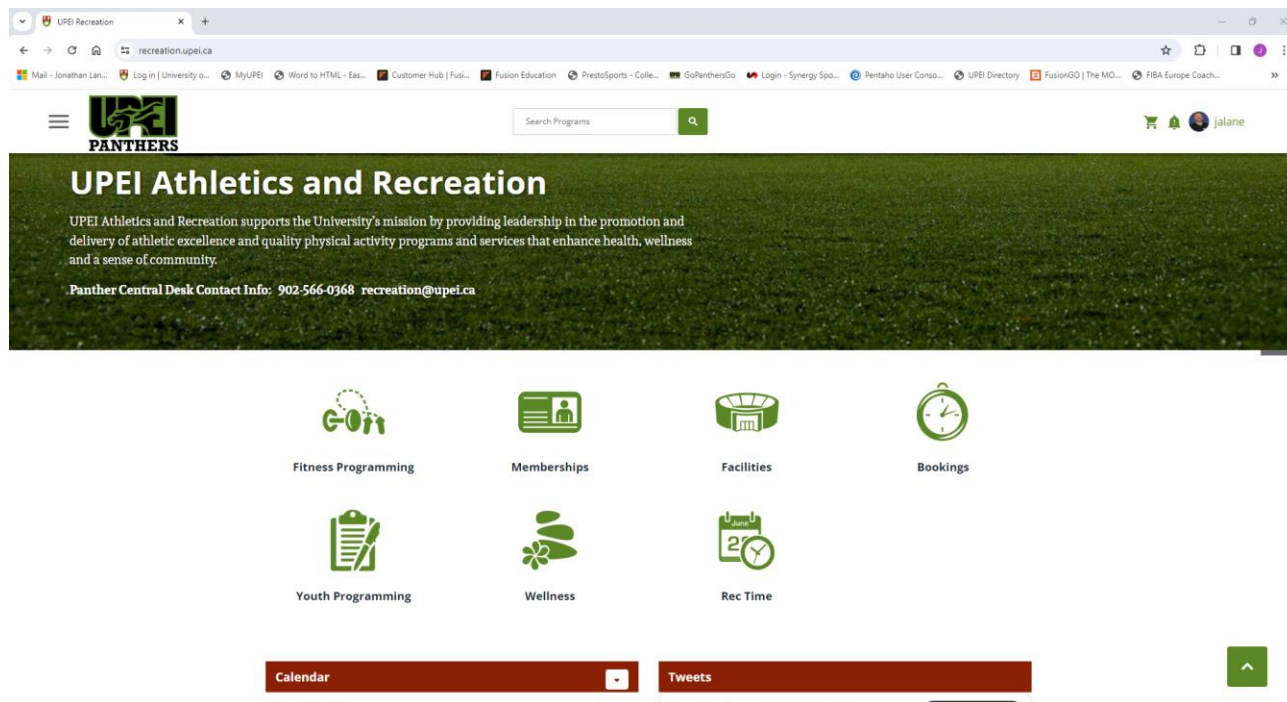 UPEI Recreation
recreation.upei.ca
Mail - Jonathan Lan... Log in | University o... MyUPEI Word to HTML - Eas... Customer Hub | Fusi... Fusion Education PrestoSports - Colle... GoPanthersGo Login - Synergy Spo... Pentaho User Conso... UPEI Directory FusionGO | The MO... FIBA Europe Coach... »
UPEI
PANTHERS
Search Programs
J
jalane
UPEI Athletics and Recreation
UPEI Athletics and Recreation supports the University's mission by providing leadership in the promotion and
delivery of athletic excellence and quality physical activity programs and services that enhance health, wellness
and a sense of community.
Panther Central Desk Contact Info: 902-566-0368 recreation@upei.ca
Fitness Programming Memberships Facilities Bookings
June
Youth Programming Wellness Rec Time
Calendar Tweets